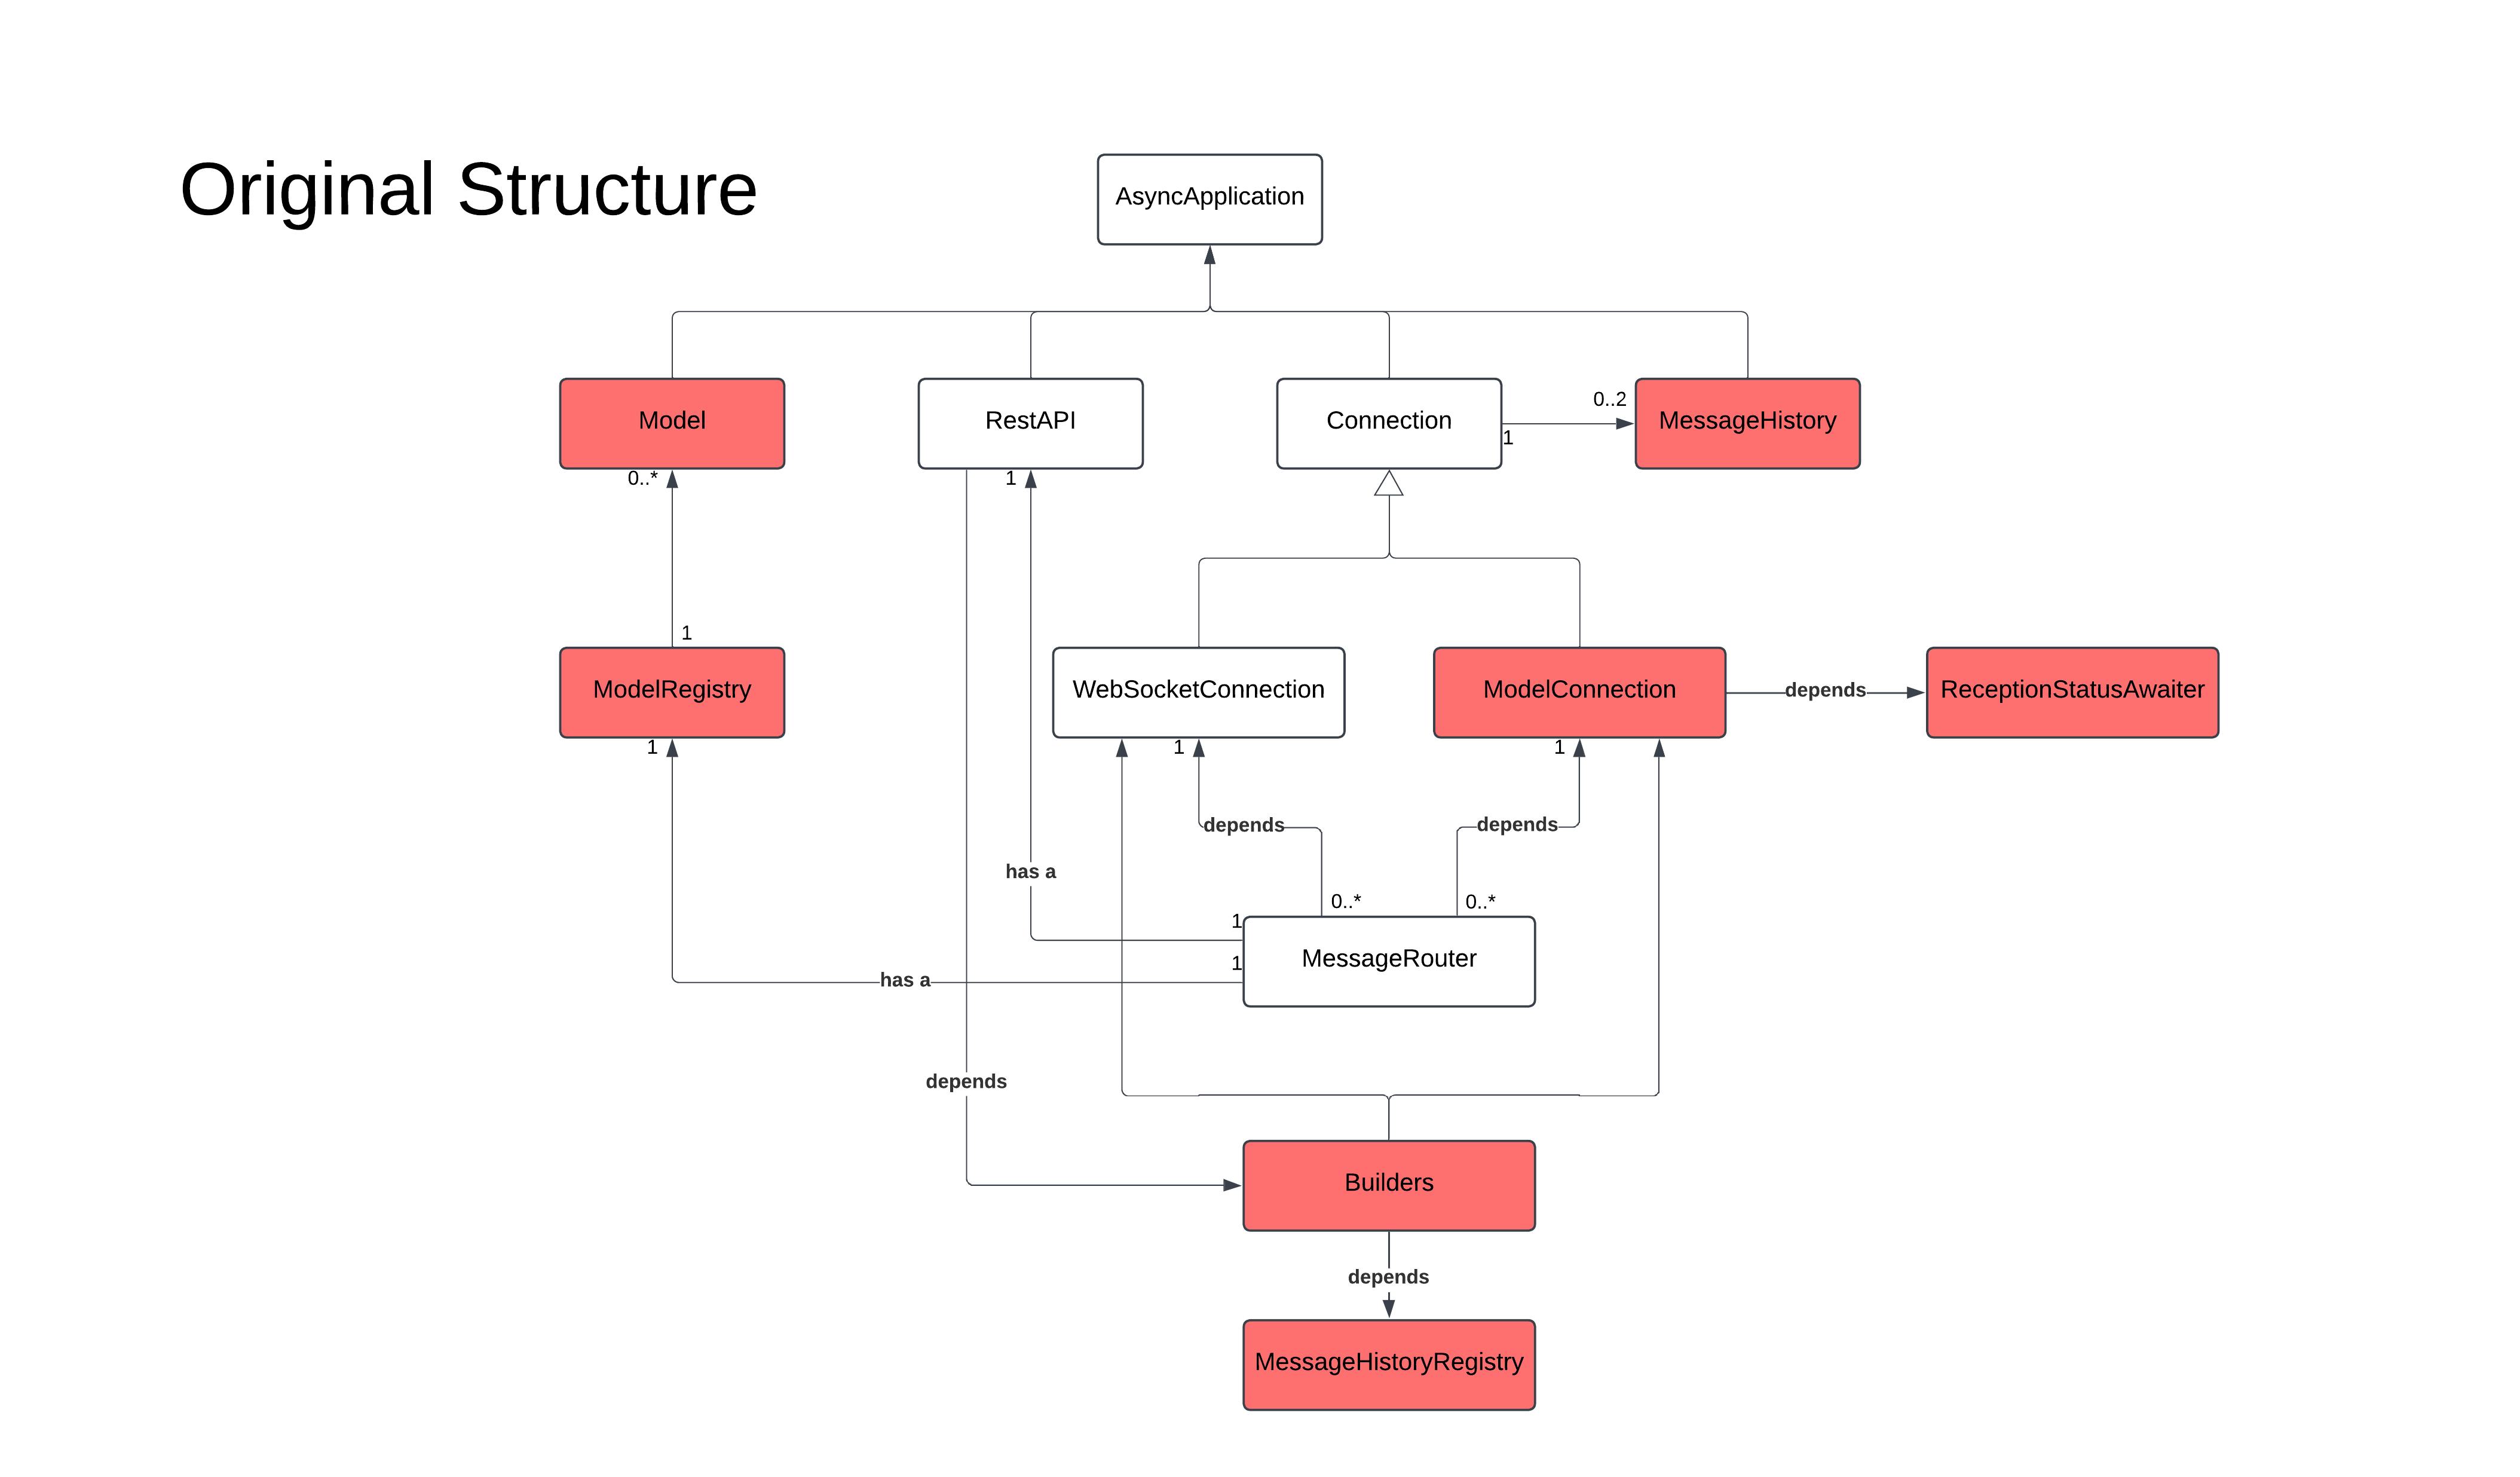 Original Structure
AsyncApplication
Model
RestAPI
Connection
0..2
1
MessageHistory
0..*
1
1
ModelRegistry
WebSocketConnection
ModelConnection
depends
ReceptionStatusAwaiter
1
1
1
depends
depends
has a
0..*
0..*
1
1
MessageRouter
has a
depends
Builders
depends
MessageHistoryRegistry